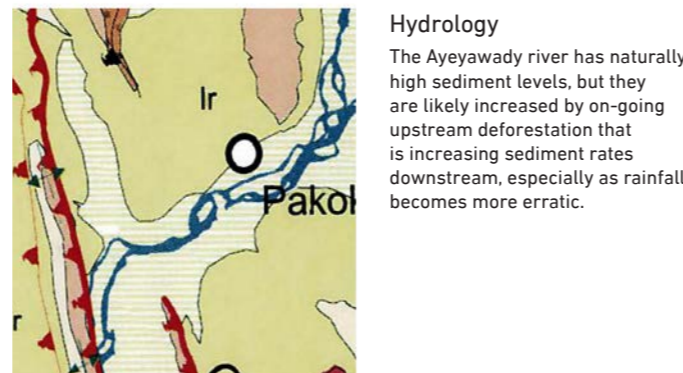 Hydrology
The Ayeyawady river has naturally
high sediment levels, but they
are likely increased by on-going
upstream deforestation that
is increasing sediment rates
downstream, especially as rainfall
becomes more erratic.
Ir
Pakok
r